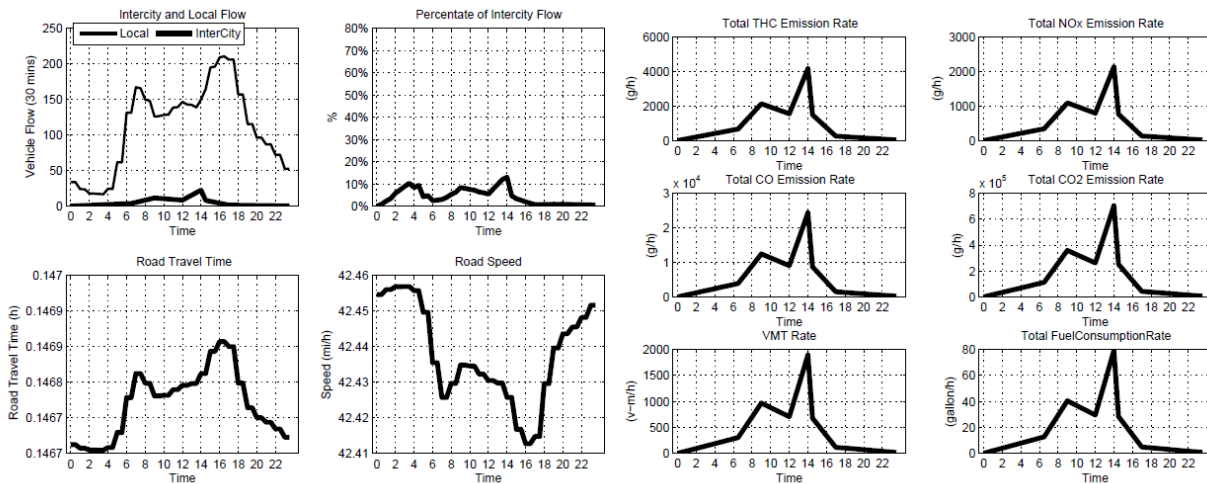 Intercity and Local Flow
Local InterCity
Vehicle Flow (30 mins)
250
200
150
100
50
0
0 2 4 6 8 10 12 14 16 18 20 22
Time
Percentate of Intercity Flow
%
80%
70%
60%
50%
40%
30%
20%
10%
0%
0 2 4 6 8 10 12 14 16 18 20 22
Time
Road Travel Time
Road Travel Time (h)
0.147
0.1469
0.1469
0.1468
0.1467
0.1467
0 2 4 6 8 10 12 14 16 18 20 22
Time
Road Speed
Speed (mi/h)
42.46
42.45
42.44
42.43
42.42
42.41
0 2 4 6 8 10 12 14 16 18 20 22
Time
Total THC Emission Rate
(g/h)
6000
4000
2000
0
0 2 4 6 8 10 12 14 16 18 20 22
Time
Total NOx Emission Rate
(g/h)
3000
2000
1000
0
0 2 4 6 8 10 12 14 16 18 20 22
Time
Total CO Emission Rate
x 10⁴
(g/h)
3
2
1
0
0 2 4 6 8 10 12 14 16 18 20 22
Time
Total CO2 Emission Rate
x 10⁵
(g/h)
8
6
4
2
0
0 2 4 6 8 10 12 14 16 18 20 22
Time
VMT Rate
(v−m/h)
2000
1500
1000
500
0
0 2 4 6 8 10 12 14 16 18 20 22
Time
Total FuelConsumptionRate
(gallon/h)
80
60
40
20
0
0 2 4 6 8 10 12 14 16 18 20 22
Time